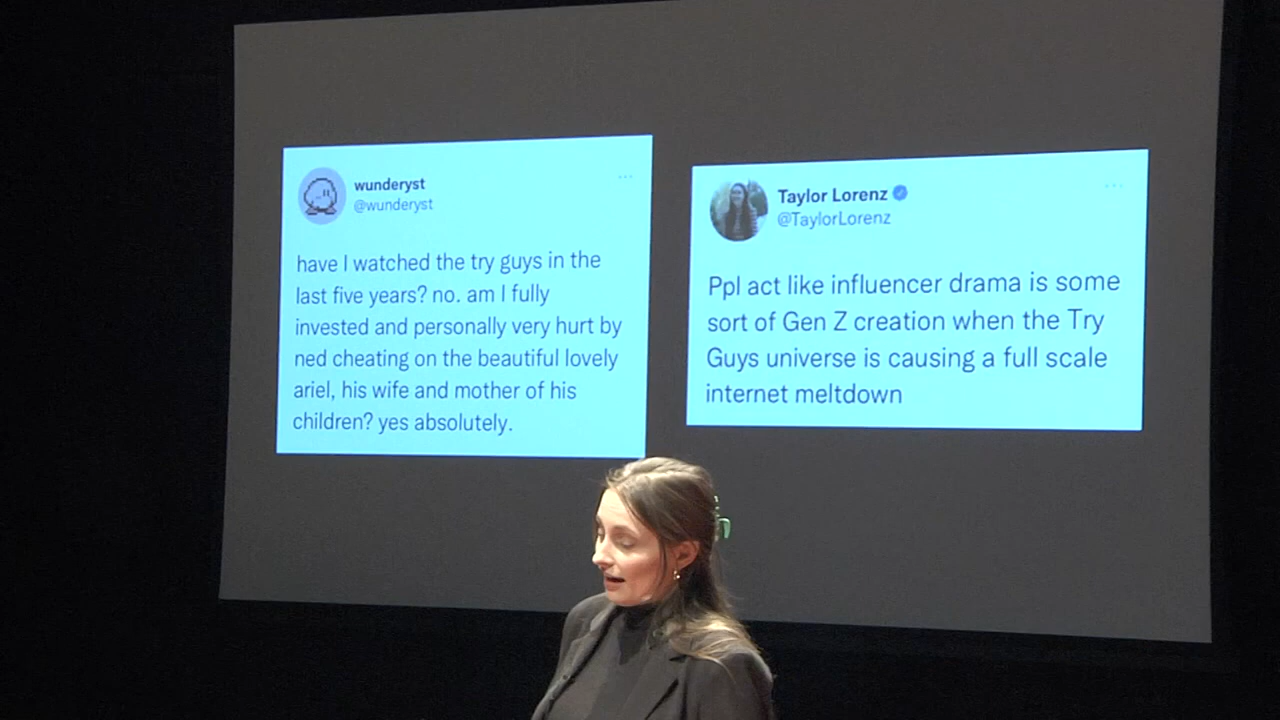 wunderyst
@wunderyst
have I watched the try guys in the
last five years? no. am I fully
invested and personally very hurt by
ned cheating on the beautiful lovely
ariel, his wife and mother of his
children? yes absolutely.
Taylor Lorenz
@TaylorLorenz
Ppl act like influencer drama is some
sort of Gen Z creation when the Try
Guys universe is causing a full scale
internet meltdown